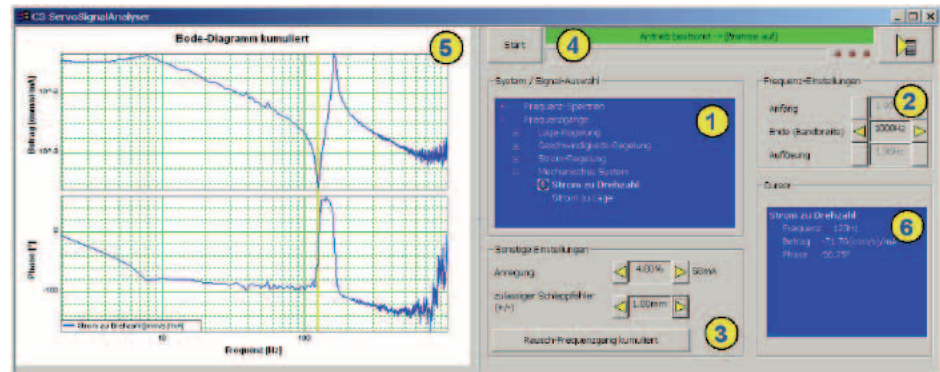 C3 ServoSignalAnalyser
Bode-Diagramm kumuliert
5
Betrag [mm/s/mA]
Phase [°]
0
-100
Strom zu Drehzahl [mm/s/mA]
10
100
Frequenz [Hz]
Start
4
Antrieb bestromt -> (Bremse auf)
System / Signal-Auswahl
1
Frequenz-Spektren
Frequenzgänge
Lage-Regelung
Geschwindigkeits-Regelung
Strom-Regelung
Mechanisches System
Strom zu Drehzahl
Strom zu Lage
Frequenz-Einstellungen
2
Anfang
Ende (Bandbreite)
1000Hz
Auflösung
Sonstige Einstellungen
Anregung
4.00%
zulässiger Schleppfehler
(+/-)
1.00mm
3
Rausch-Frequenzgang kumuliert
Cursor
6
Strom zu Drehzahl
Frequenz
Betrag
Phase